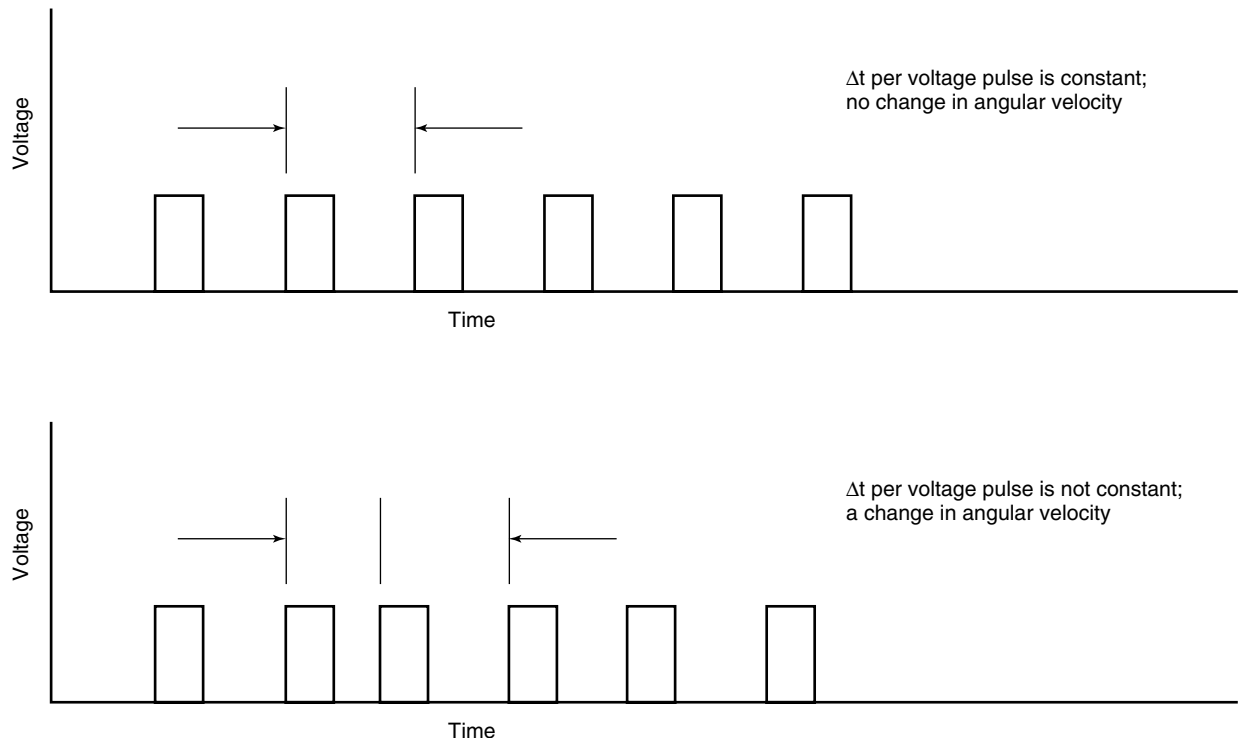 Voltage
Δt per voltage pulse is constant;
no change in angular velocity
Time
Voltage
Δt per voltage pulse is not constant;
a change in angular velocity
Time